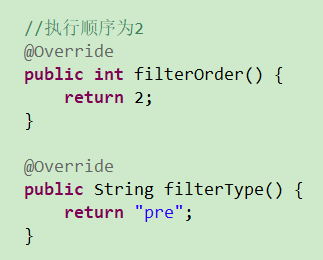 //执行顺序为2
@Override
public int filterOrder() {
    return 2;
}
@Override
public String filterType() {
    return "pre";
}